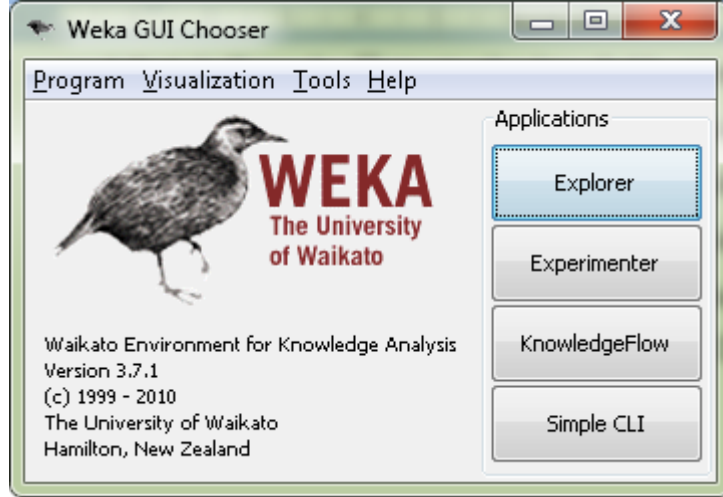 Weka GUI Chooser
Program Visualization Tools Help
WEKA
The University
of Waikato
Waikato Environment for Knowledge Analysis
Version 3.7.1
(c) 1999 - 2010
The University of Waikato
Hamilton, New Zealand
Applications
Explorer
Experimenter
KnowledgeFlow
Simple CLI